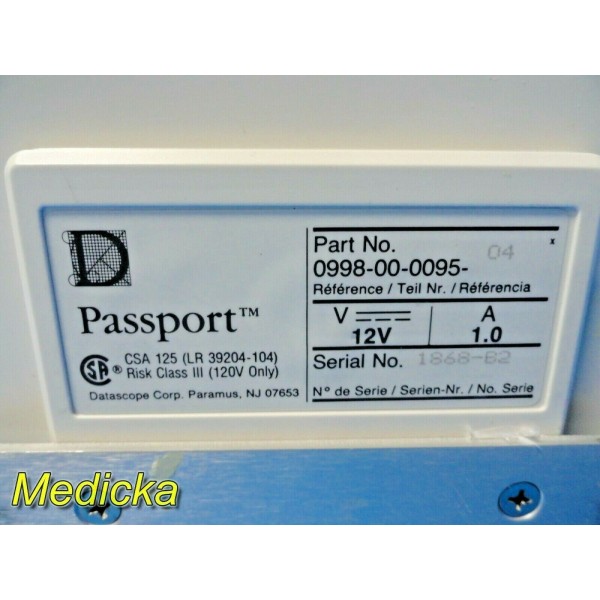 D
Passport™
CSA 125 (LR 39204-104)
SA ® Risk Class III (120V Only)
Datascope Corp. Paramus, NJ 07653
Part No. 04 x
0998-00-0095-
Référence / Teil Nr. / Referéncia
V A
12V 1.0
Serial No. 1868-B2
N° de Serie / Serien-Nr. / No. Serie
Medicka